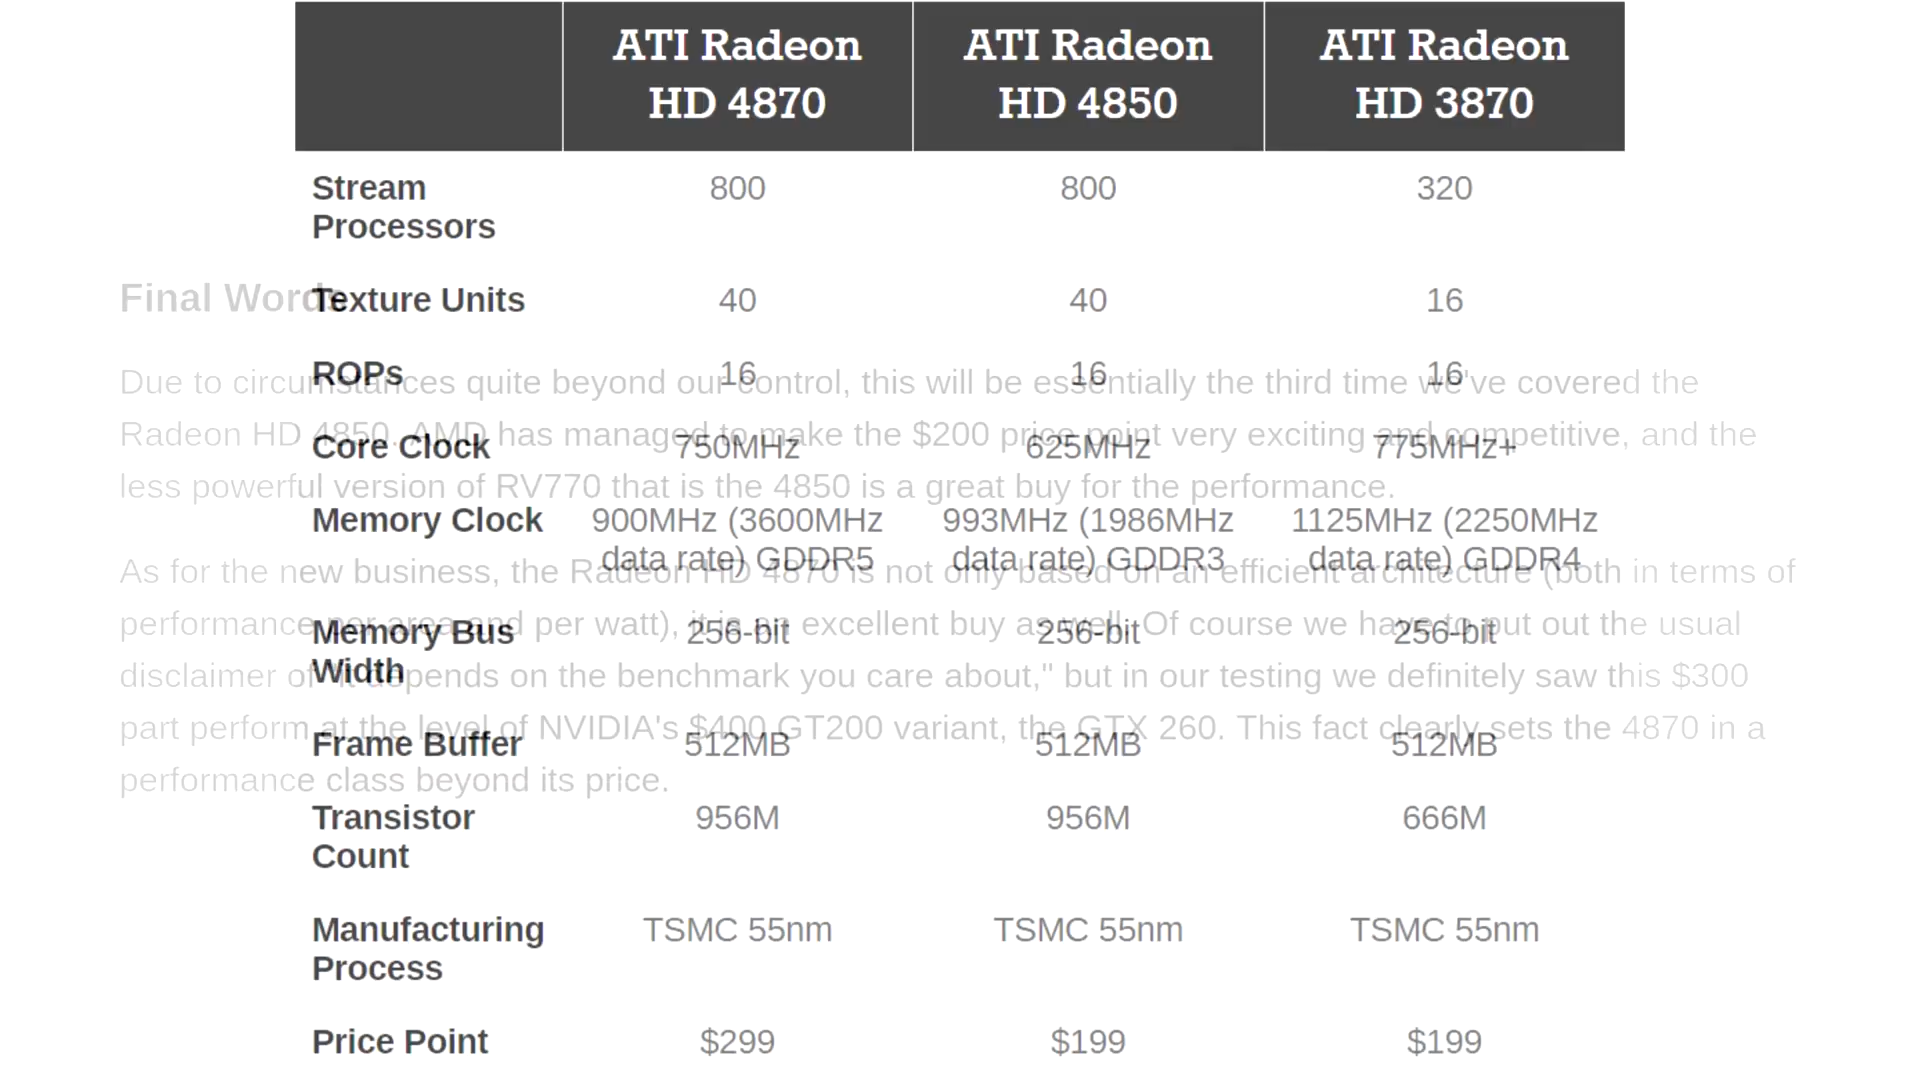 ATI Radeon HD 4870 ATI Radeon HD 4850 ATI Radeon HD 3870
Stream Processors 800 800 320
Texture Units 40 40 16
ROPs 16 16 16
Core Clock 750MHz 625MHz 775MHz+
Memory Clock 900MHz (3600MHz data rate) GDDR5 993MHz (1986MHz data rate) GDDR3 1125MHz (2250MHz data rate) GDDR4
Memory Bus Width 256-bit 256-bit 256-bit
Frame Buffer 512MB 512MB 512MB
Transistor Count 956M 956M 666M
Manufacturing Process TSMC 55nm TSMC 55nm TSMC 55nm
Price Point $299 $199 $199
Final Words
Due to circumstances quite beyond our control, this will be essentially the third time we've covered the
Radeon HD 4850. AMD has managed to make the $200 price point very exciting and competitive, and the
less powerful version of RV770 that is the 4850 is a great buy for the performance.
As for the new business, the Radeon HD 4870 is not only based on an efficient architecture (both in terms of
performance per area and per watt), it is an excellent buy as well. Of course we have to put out the usual
disclaimer of "it depends on the benchmark you care about," but in our testing we definitely saw this $300
part perform at the level of NVIDIA's $400 GT200 variant, the GTX 260. This fact clearly sets the 4870 in a
performance class beyond its price.